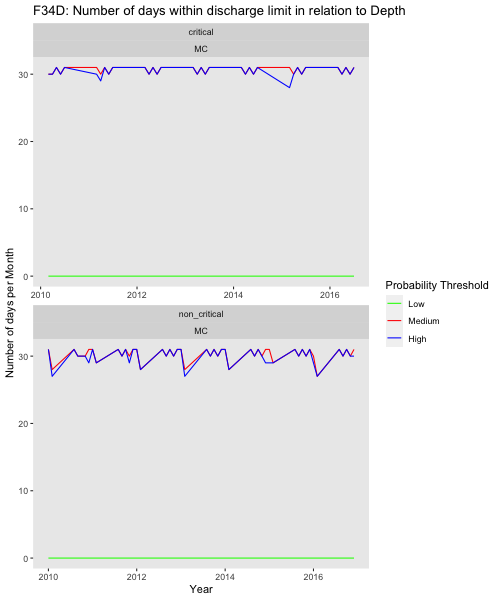 F34D: Number of days within discharge limit in relation to Depth
critical
MC
30
20
10
0
2010 2012 2014 2016
non_critical
MC
30
20
10
0
2010 2012 2014 2016
Year
Number of days per Month
Probability Threshold
Low
Medium
High